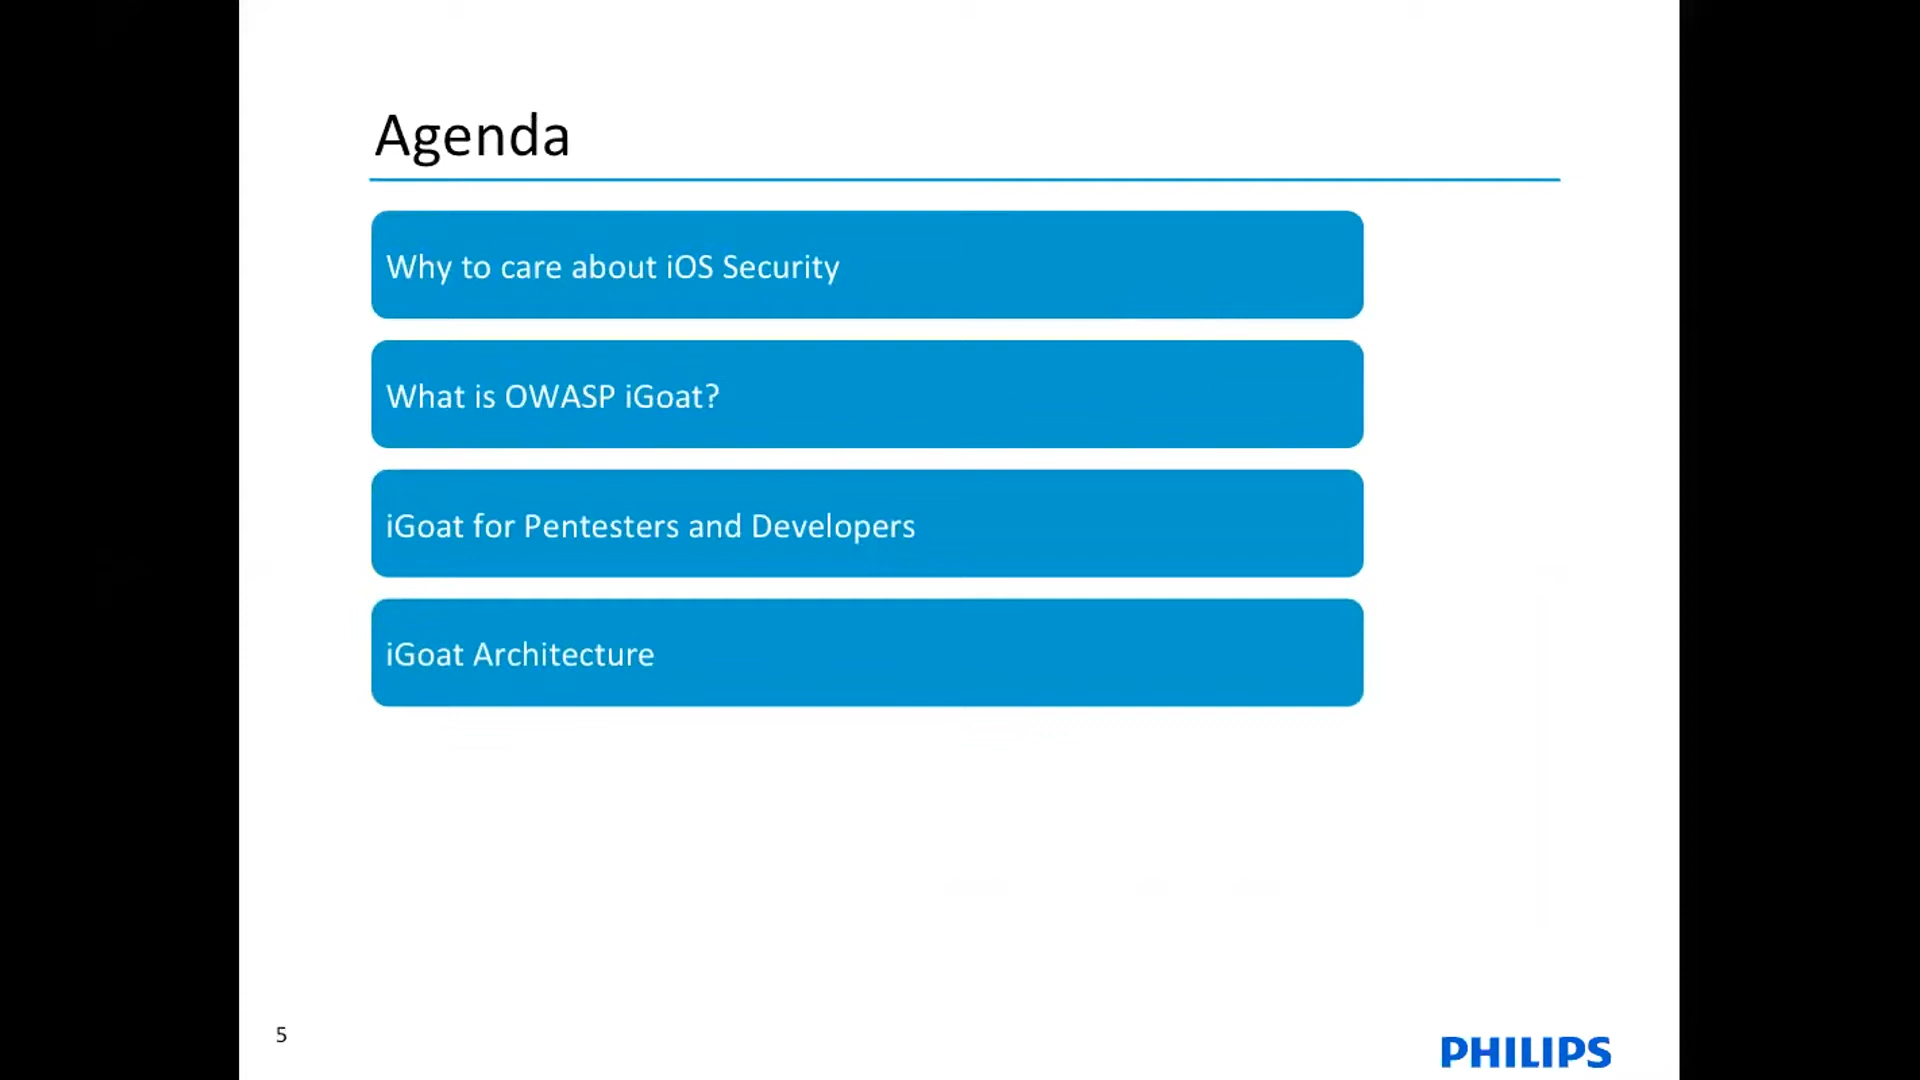 Agenda
Why to care about iOS Security
What is OWASP iGoat?
iGoat for Pentesters and Developers
iGoat Architecture
5
PHILIPS